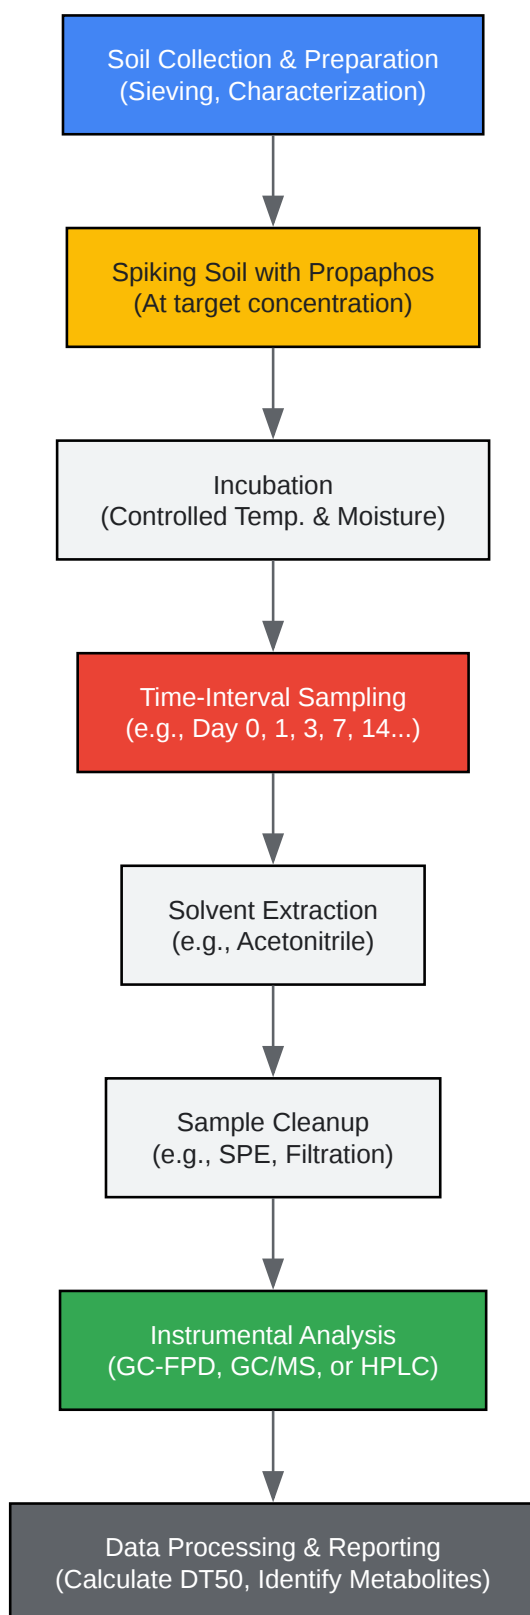 Soil Collection & Preparation
(Sieving, Characterization)
Spiking Soil with Propaphos
(At target concentration)
Incubation
(Controlled Temp. & Moisture)
Time-Interval Sampling
(e.g., Day 0, 1, 3, 7, 14...)
Solvent Extraction
(e.g., Acetonitrile)
Sample Cleanup
(e.g., SPE, Filtration)
Instrumental Analysis
(GC-FPD, GC/MS, or HPLC)
Data Processing & Reporting
(Calculate DT50, Identify Metabolites)